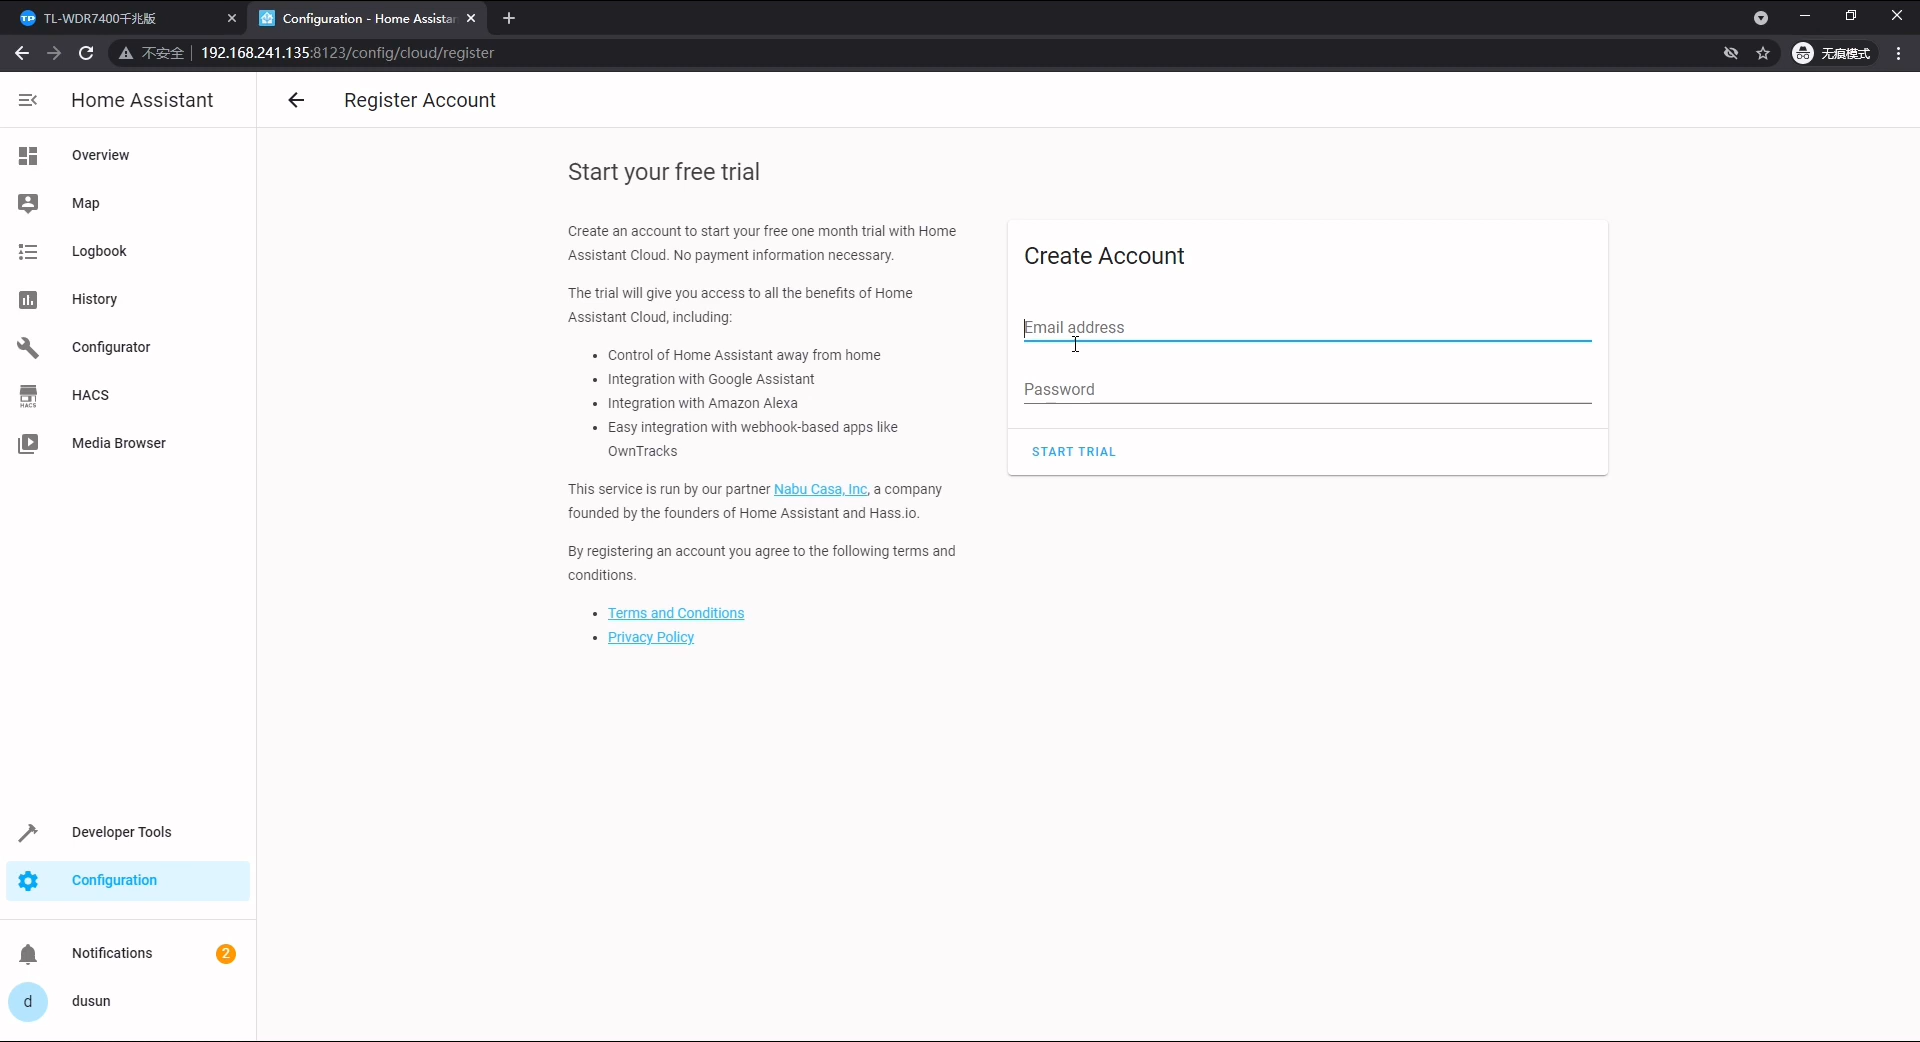 TL-WDR7400千兆版
Configuration - Home Assistan
不安全 192.168.241.135:8123/config/cloud/register
无痕模式
Home Assistant
Register Account
Overview
Map
Logbook
History
Configurator
HACS
Media Browser
Developer Tools
Configuration
Notifications 2
d dusun
Start your free trial
Create an account to start your free one month trial with Home
Assistant Cloud. No payment information necessary.
The trial will give you access to all the benefits of Home
Assistant Cloud, including:
• Control of Home Assistant away from home
• Integration with Google Assistant
• Integration with Amazon Alexa
• Easy integration with webhook-based apps like
OwnTracks
This service is run by our partner Nabu Casa, Inc, a company
founded by the founders of Home Assistant and Hass.io.
By registering an account you agree to the following terms and
conditions.
• Terms and Conditions
• Privacy Policy
Create Account
Email address
Password
START TRIAL